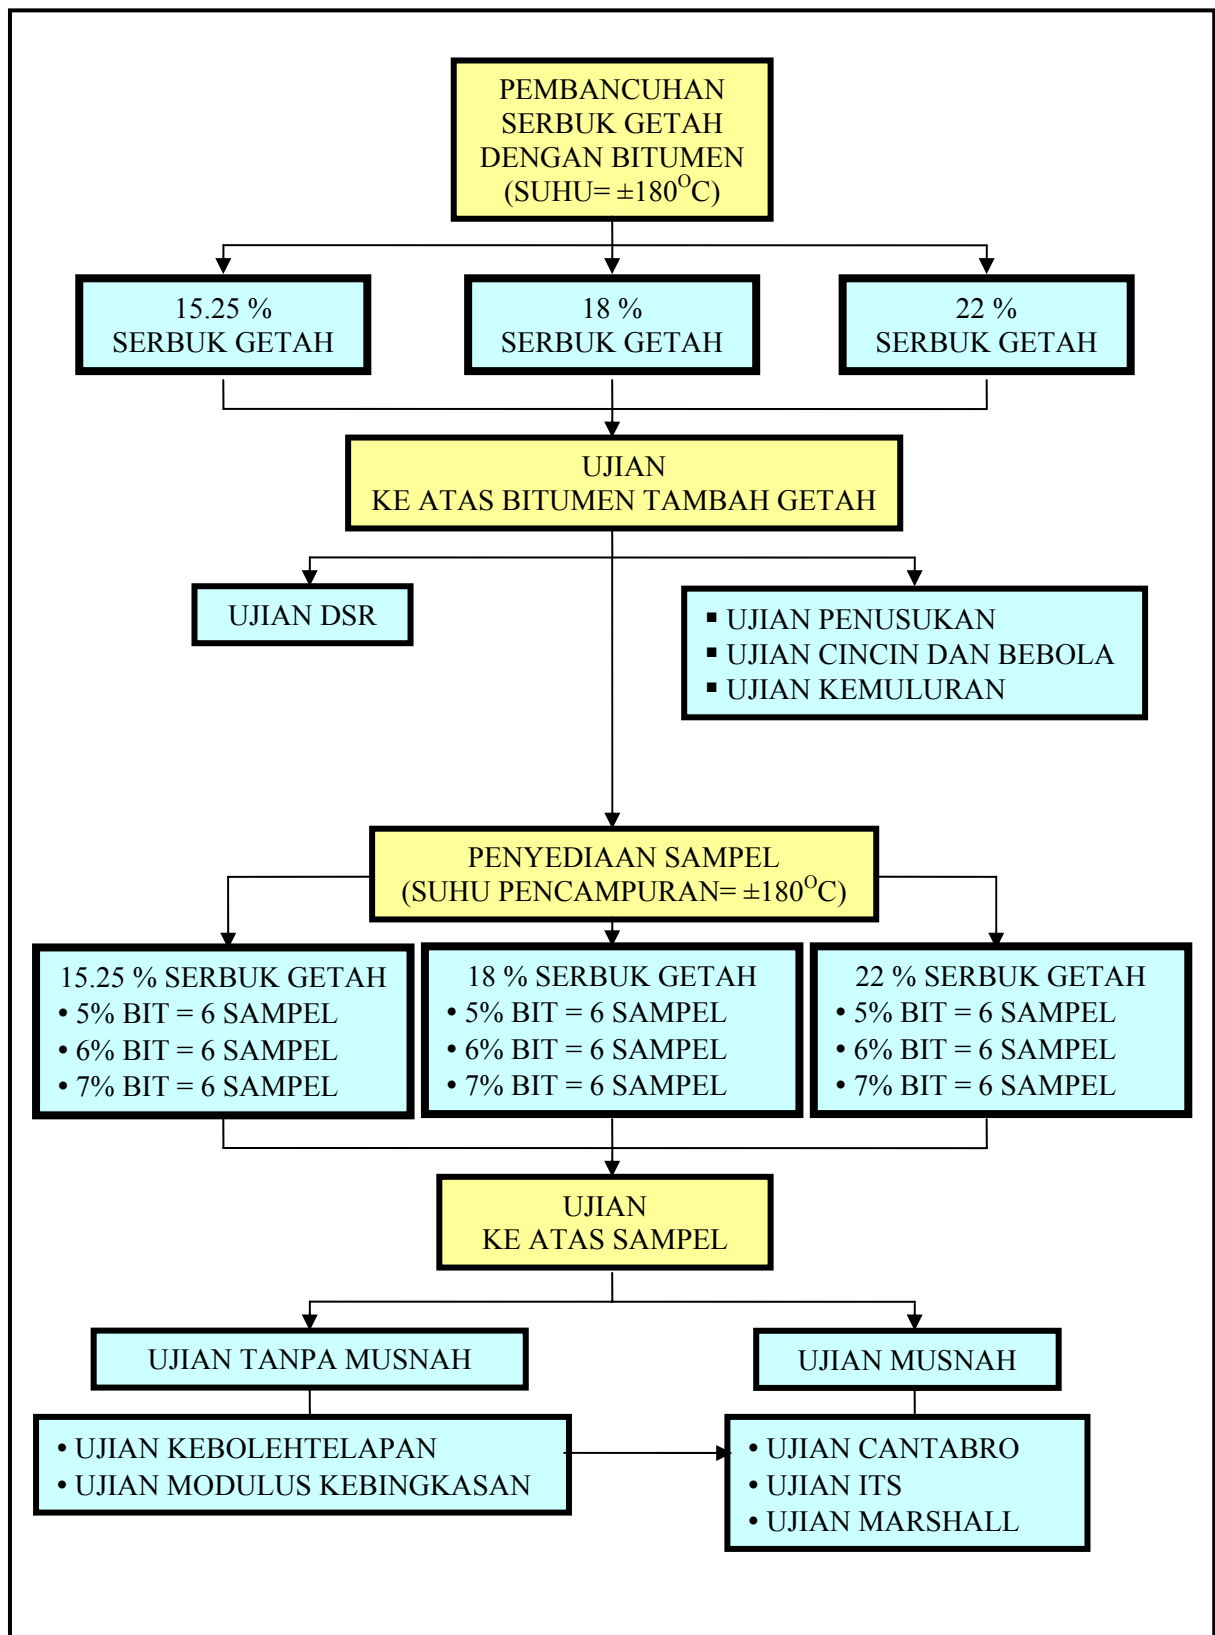 PEMBANCUHAN
SERBUK GETAH
DENGAN BITUMEN
(SUHU= ±180⁰C)
15.25 %
SERBUK GETAH
18 %
SERBUK GETAH
22 %
SERBUK GETAH
UJIAN
KE ATAS BITUMEN TAMBAH GETAH
UJIAN DSR
▪ UJIAN PENUSUKAN
▪ UJIAN CINCIN DAN BEBOLA
▪ UJIAN KEMULURAN
PENYEDIAAN SAMPEL
(SUHU PENCAMPURAN= ±180⁰C)
15.25 % SERBUK GETAH
• 5% BIT = 6 SAMPEL
• 6% BIT = 6 SAMPEL
• 7% BIT = 6 SAMPEL
18 % SERBUK GETAH
• 5% BIT = 6 SAMPEL
• 6% BIT = 6 SAMPEL
• 7% BIT = 6 SAMPEL
22 % SERBUK GETAH
• 5% BIT = 6 SAMPEL
• 6% BIT = 6 SAMPEL
• 7% BIT = 6 SAMPEL
UJIAN
KE ATAS SAMPEL
UJIAN TANPA MUSNAH
UJIAN MUSNAH
• UJIAN KEBOLEHTELAPAN
• UJIAN MODULUS KEBINGKASAN
• UJIAN CANTABRO
• UJIAN ITS
• UJIAN MARSHALL